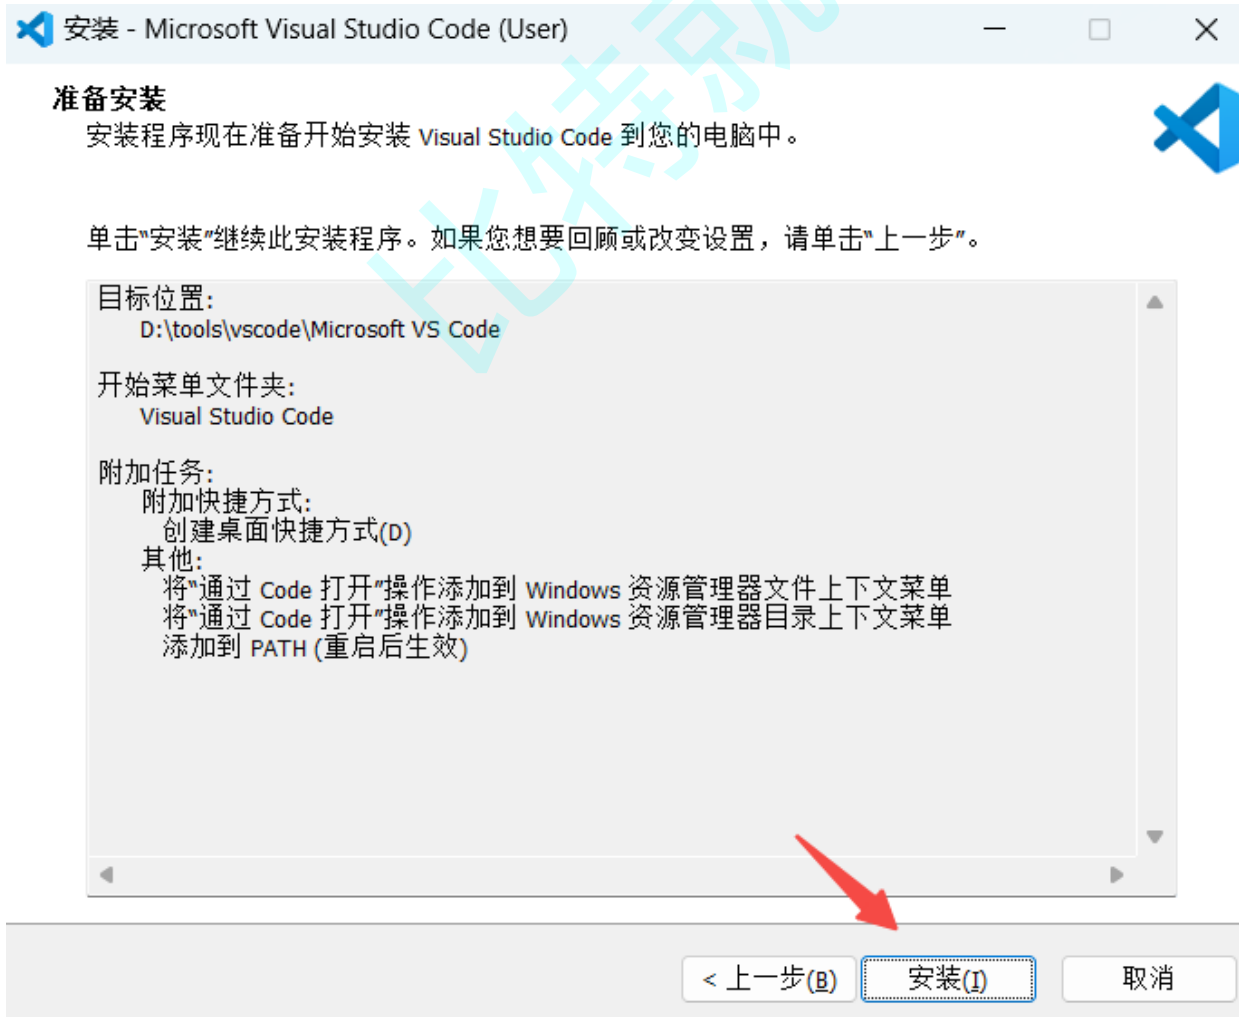 安装 - Microsoft Visual Studio Code (User)
准备安装
安装程序现在准备开始安装 Visual Studio Code 到您的电脑中。
单击“安装”继续此安装程序。如果您想要回顾或改变设置，请单击“上一步”。
目标位置:
D:\tools\vscode\Microsoft VS Code
开始菜单文件夹:
Visual Studio Code
附加任务:
附加快捷方式:
创建桌面快捷方式(D)
其他:
将“通过 Code 打开”操作添加到 Windows 资源管理器文件上下文菜单
将“通过 Code 打开”操作添加到 Windows 资源管理器目录上下文菜单
添加到 PATH (重启后生效)
< 上一步(B)
安装(I)
取消
比特就